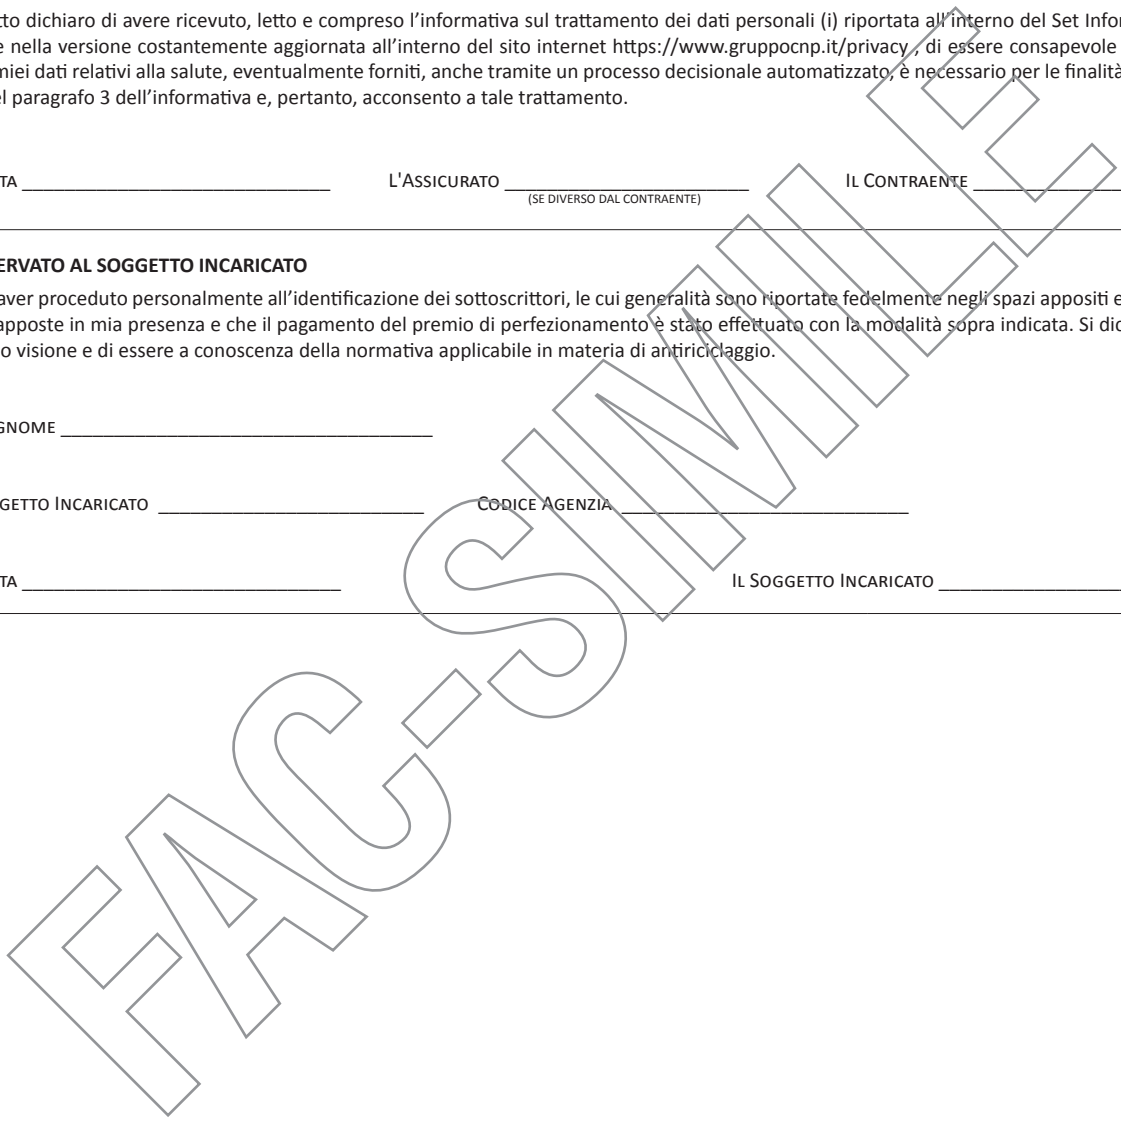 tto dichiaro di avere ricevuto, letto e compreso l’informativa sul trattamento dei dati personali (i) riportata all’interno del Set Infor
e nella versione costantemente aggiornata all’interno del sito internet https://www.gruppocnp.it/privacy , di essere consapevole
miei dati relativi alla salute, eventualmente forniti, anche tramite un processo decisionale automatizzato, è necessario per le finalità
el paragrafo 3 dell’informativa e, pertanto, acconsento a tale trattamento.
TA ____________________________ L'ASSICURATO ______________________ IL CONTRAENTE ______________
(SE DIVERSO DAL CONTRAENTE)
ERVATO AL SOGGETTO INCARICATO
aver proceduto personalmente all’identificazione dei sottoscrittori, le cui generalità sono riportate fedelmente negli spazi appositi e
apposte in mia presenza e che il pagamento del premio di perfezionamento è stato effettuato con la modalità sopra indicata. Si dic
o visione e di essere a conoscenza della normativa applicabile in materia di antiriciclaggio.
GNOME __________________________________
GGETTO INCARICATO ________________________ CODICE AGENZIA __________________________
TA _____________________________ IL SOGGETTO INCARICATO _________________
FAC-SIMILE